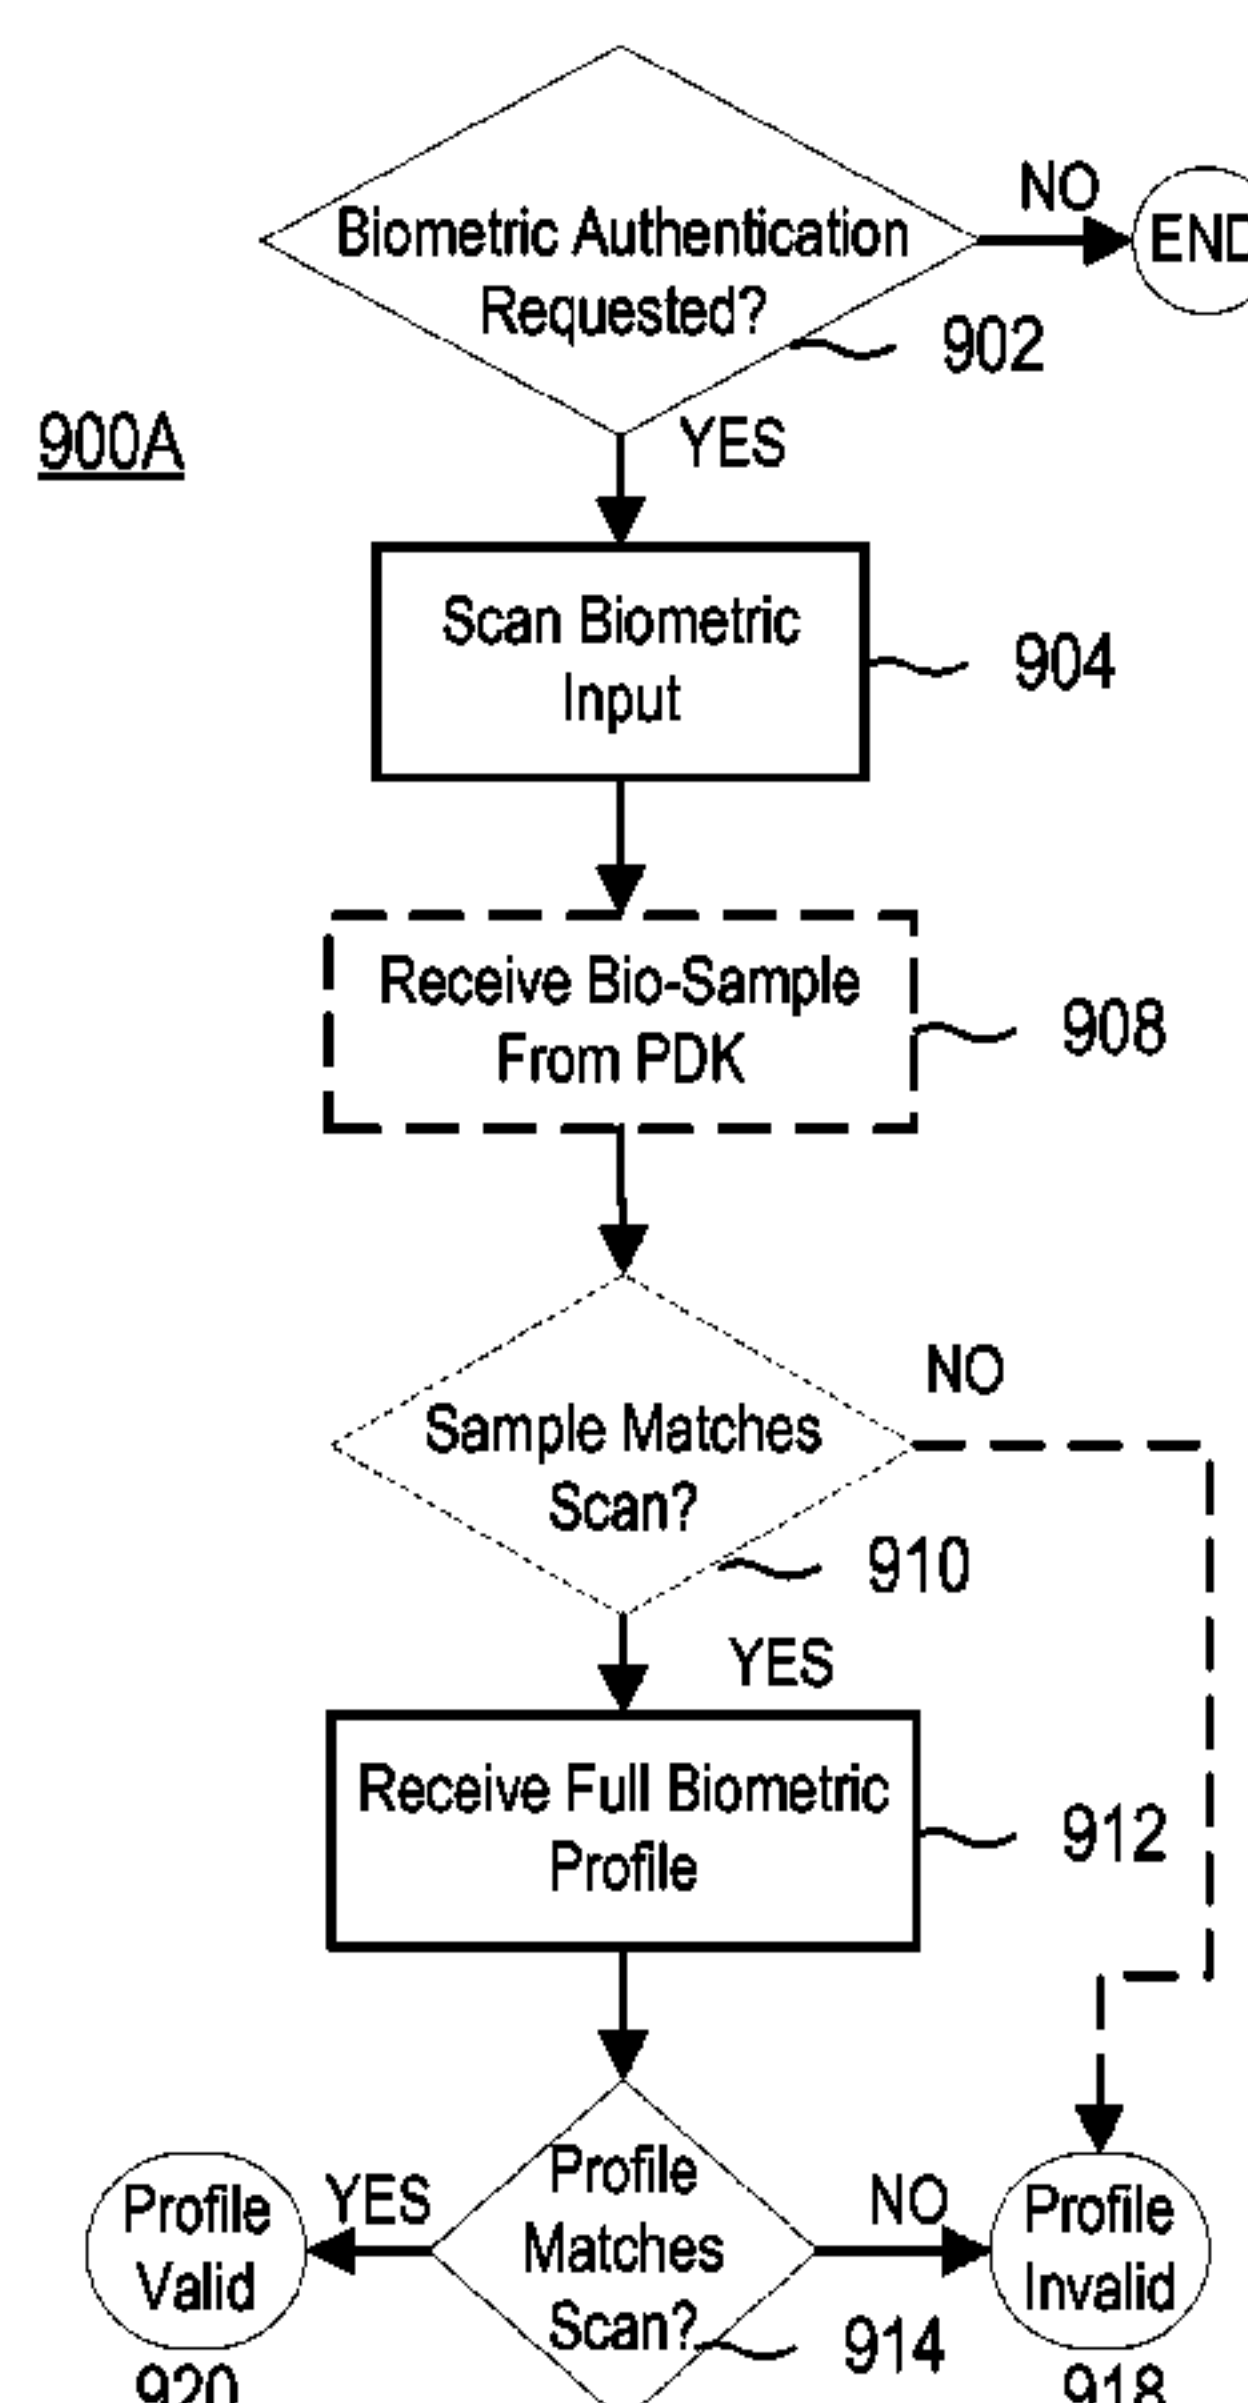 NO
Biometric Authentication
Requested?
END
902
900A
YES
Scan Biometric
Input
904
Receive Bio-Sample
From PDK
908
NO
Sample Matches
Scan?
910
YES
Receive Full Biometric
Profile
912
Profile
Valid
YES
Profile
Matches
Scan?
NO
Profile
Invalid
914
920
918